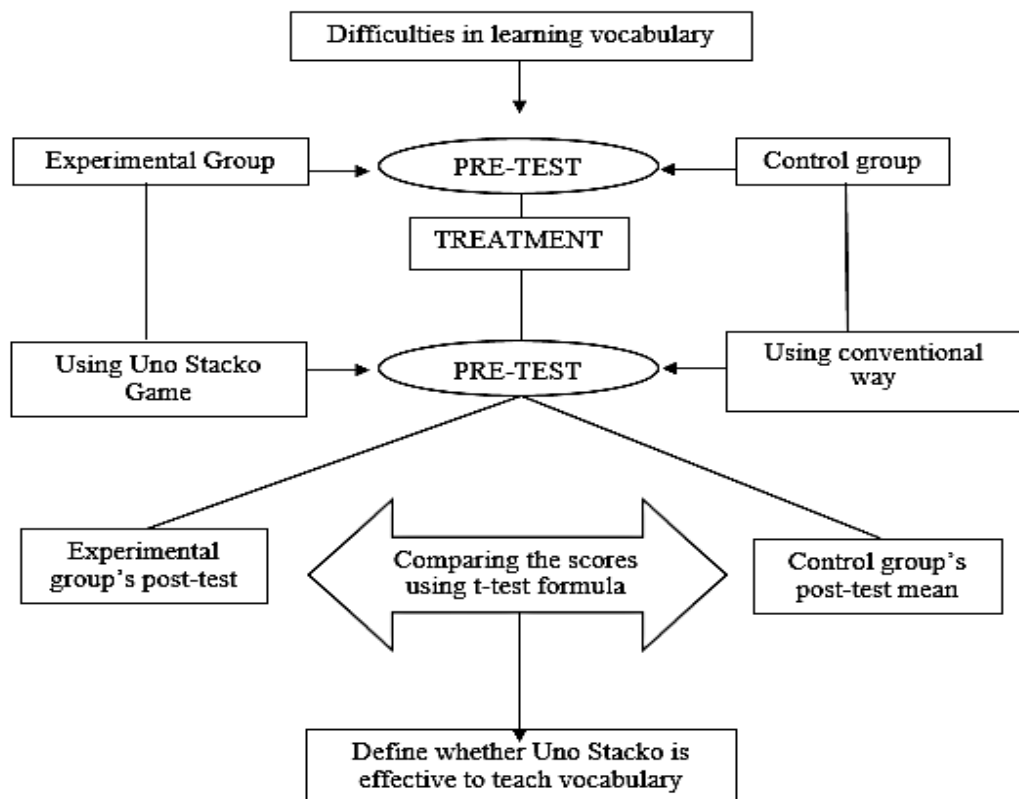 Difficulties in learning vocabulary
Experimental Group
PRE-TEST
Control group
TREATMENT
Using Uno Stacko
Game
PRE-TEST
Using conventional
way
Experimental
group's post-test
Comparing the scores
using t-test formula
Control group's
post-test mean
Define whether Uno Stacko is
effective to teach vocabulary